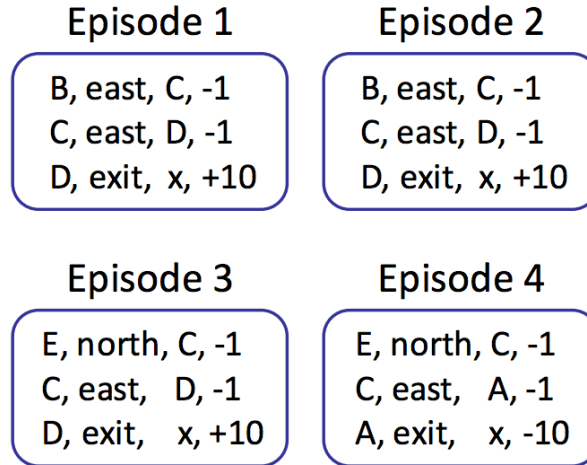 Episode 1
B, east, C, -1
C, east, D, -1
D, exit, x, +10
Episode 2
B, east, C, -1
C, east, D, -1
D, exit, x, +10
Episode 3
E, north, C, -1
C, east, D, -1
D, exit, x, +10
Episode 4
E, north, C, -1
C, east, A, -1
A, exit, x, -10